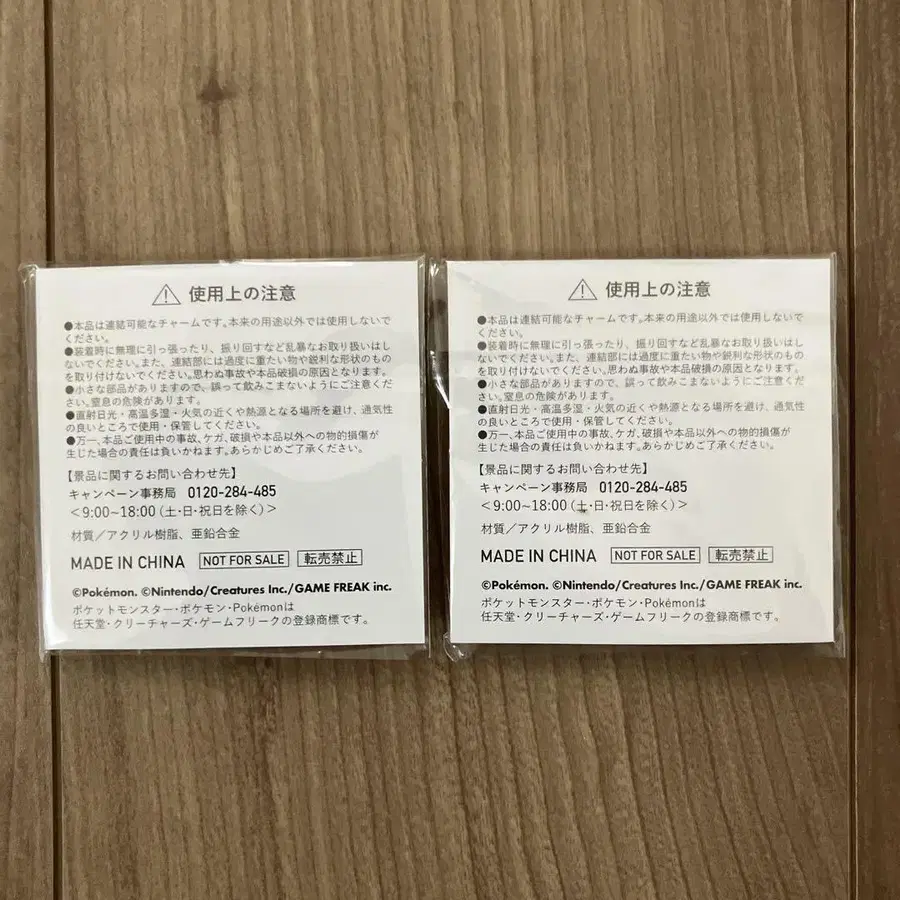 使用上の注意
●本品は連結可能なチャームです。本来の用途以外では使用しないで
ください。
●装着時に無理に引っ張ったり、振り回すなど乱暴なお取り扱いはし
ないでください。また、連結部には過度に重たい物や鋭利な形状のもの
を取り付けないでください。思わぬ事故や本品破損の原因となります。
●小さな部品がありますので、誤って飲みこまないようにご注意くだ
さい。窒息の危険があります。
●直射日光・高温多湿・火気の近くや熱源となる場所を避け、通気性
の良いところで使用・保管してください。
●万一、本品ご使用中の事故、ケガ、破損や本品以外への物的損傷が
生じた場合の責任は負いかねます。あらかじめご了承ください。
【景品に関するお問い合わせ先】
キャンペーン事務局 0120-284-485
＜9:00~18:00（土・日・祝日を除く）＞
材質／アクリル樹脂、亜鉛合金
MADE IN CHINA NOT FOR SALE 転売禁止
©Pokémon. ©Nintendo/Creatures Inc./GAME FREAK inc.
ポケットモンスター・ポケモン・Pokémonは
任天堂・クリーチャーズ・ゲームフリークの登録商標です。
使用上の注意
●本品は連結可能なチャームです。本来の用途以外では使用しないで
ください。
●装着時に無理に引っ張ったり、振り回すなど乱暴なお取り扱いはし
ないでください。また、連結部には過度に重たい物や鋭利な形状のもの
を取り付けないでください。思わぬ事故や本品破損の原因となります。
●小さな部品がありますので、誤って飲みこまないようにご注意くだ
さい。窒息の危険があります。
●直射日光・高温多湿・火気の近くや熱源となる場所を避け、通気性
の良いところで使用・保管してください。
●万一、本品ご使用中の事故、ケガ、破損や本品以外への物的損傷が
生じた場合の責任は負いかねます。あらかじめご了承ください。
【景品に関するお問い合わせ先】
キャンペーン事務局 0120-284-485
＜9:00~18:00（土・日・祝日を除く）＞
材質／アクリル樹脂、亜鉛合金
MADE IN CHINA NOT FOR SALE 転売禁止
©Pokémon. ©Nintendo/Creatures Inc./GAME FREAK inc.
ポケットモンスター・ポケモン・Pokémonは
任天堂・クリーチャーズ・ゲームフリークの登録商標です。